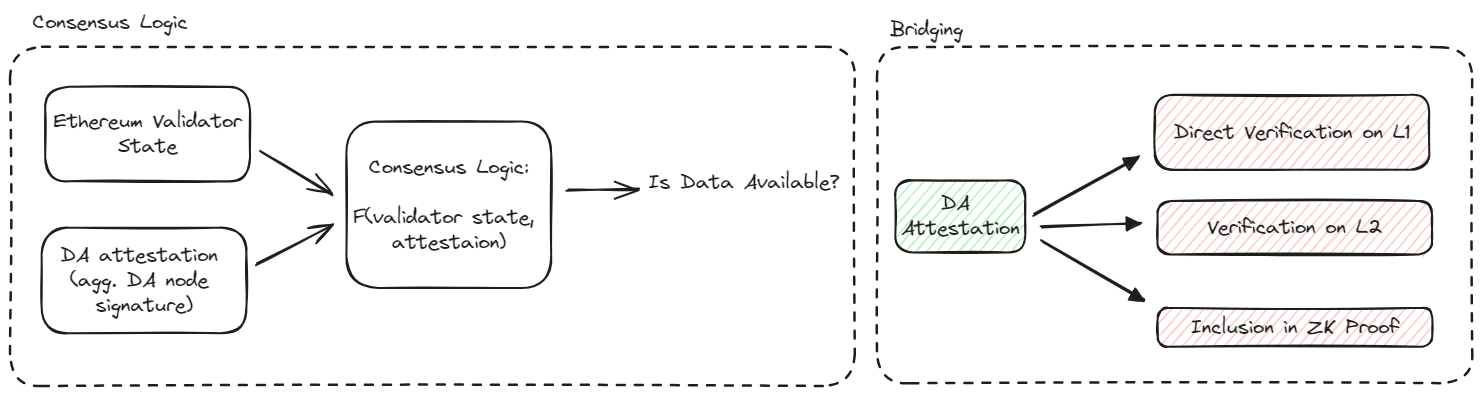 Consensus Logic
Ethereum Validator
State
DA attestation
(agg. DA node
signature)
Consensus Logic:
F(validator state,
attestaion)
Is Data Available?
Bridging
DA
Attestation
Direct Verification on L1
Verification on L2
Inclusion in ZK Proof